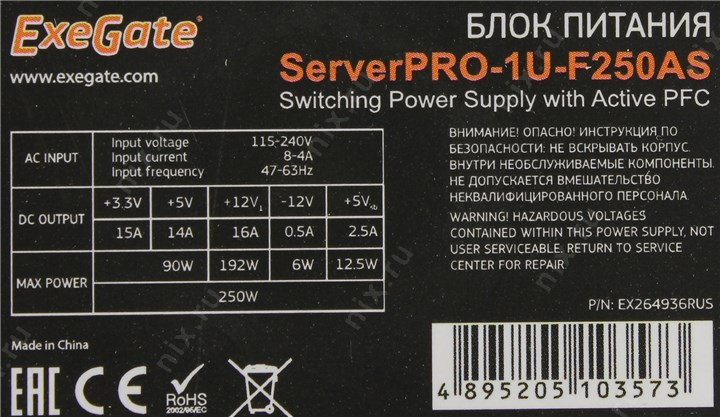 ExeGate®
www.exegate.com
БЛОК ПИТАНИЯ
ServerPRO-1U-F250AS
Switching Power Supply with Active PFC
AC INPUT
Input voltage 115-240V
Input current 8-4A
Input frequency 47-63Hz
DC OUTPUT +3.3V +5V +12V -12V +5V
15A 14A 16A 0.5A 2.5A
MAX POWER 90W 192W 6W 12.5W
250W
ВНИМАНИЕ! ОПАСНО! ИНСТРУКЦИЯ ПО
БЕЗОПАСНОСТИ: НЕ ВСКРЫВАТЬ КОРПУС.
ВНУТРИ НЕОБСЛУЖИВАЕМЫЕ КОМПОНЕНТЫ.
НЕ ДОПУСКАЕТСЯ ВМЕШАТЕЛЬСТВО
НЕКВАЛИФИЦИРОВАННОГО ПЕРСОНАЛА.
WARNING! HAZARDOUS VOLTAGES
CONTAINED WITHIN THIS POWER SUPPLY, NOT
USER SERVICEABLE. RETURN TO SERVICE
CENTER FOR REPAIR
P/N: EX264936RUS
Made in China
EAC CE RoHS
2002/95/EC
4 895205 103573
nix.ru